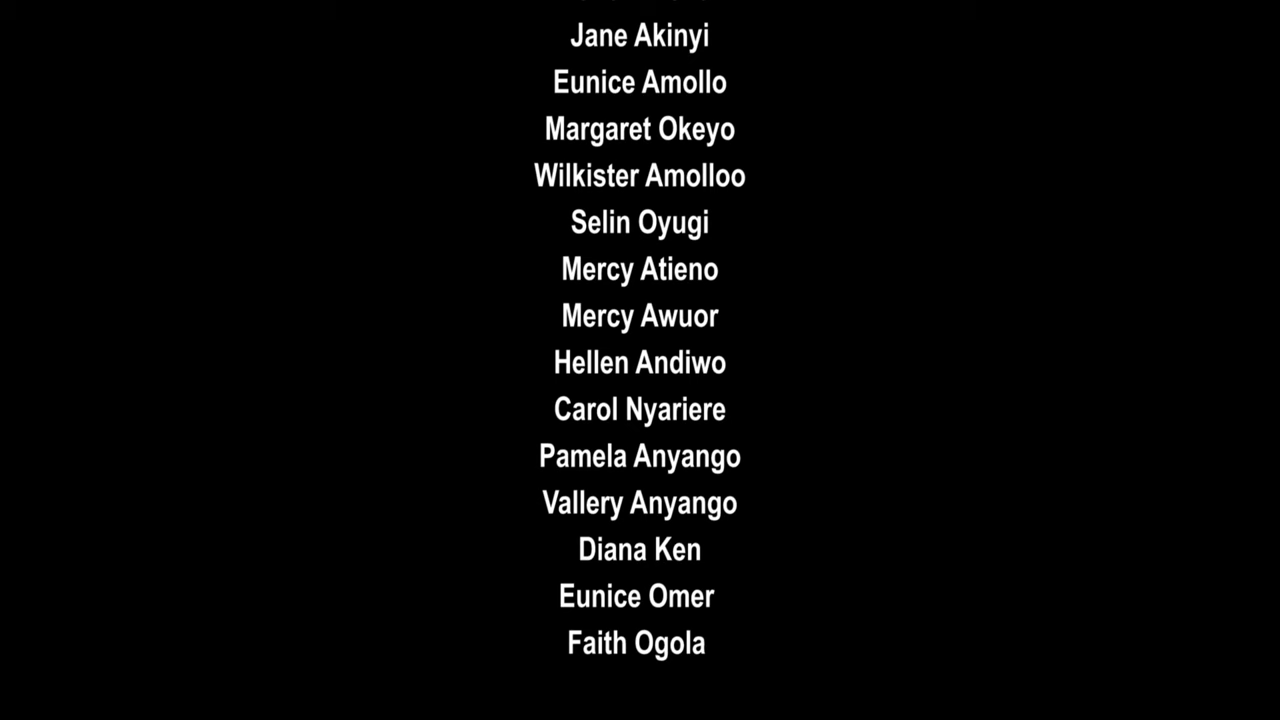 Jane Akinyi
Eunice Amollo
Margaret Okeyo
Wilkister Amolloo
Selin Oyugi
Mercy Atieno
Mercy Awuor
Hellen Andiwo
Carol Nyariere
Pamela Anyango
Vallery Anyango
Diana Ken
Eunice Omer
Faith Ogola